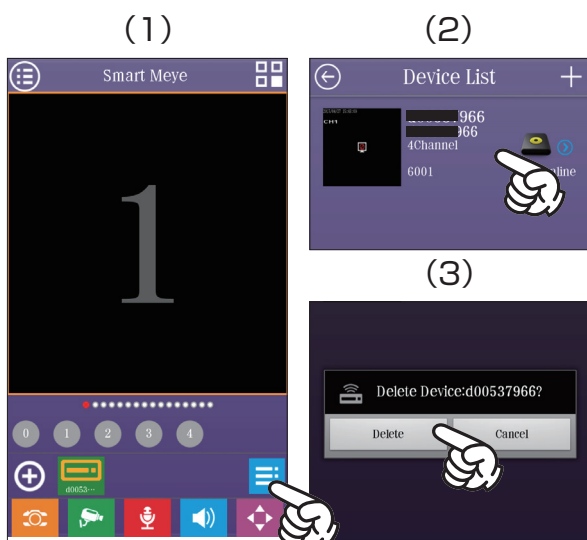 (1)
Smart Meye
1
0 1 2 3 4
d0053…
(2)
Device List
CH1
966
966
4Channel
6001
line
(3)
Delete Device:d00537966?
Delete Cancel